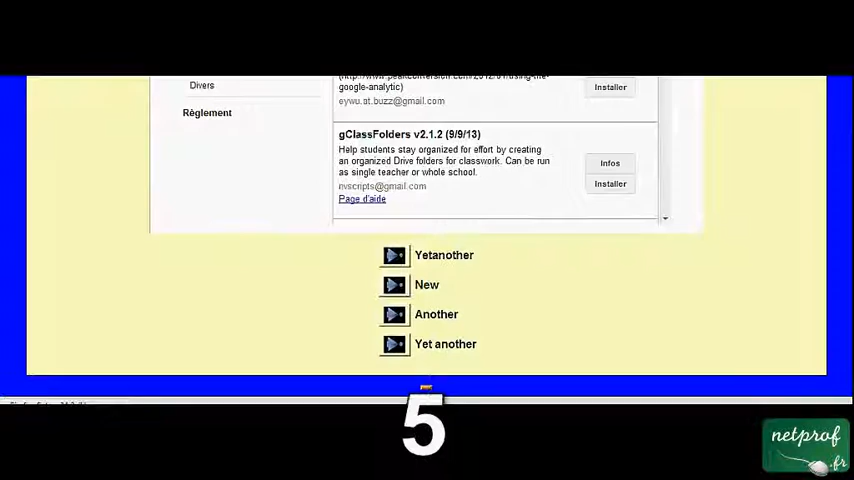 Divers
google-analytic)
Installer
eywu.at.buzz@gmail.com
Règlement
gClassFolders v2.1.2 (9/9/13)
Help students stay organized for effort by creating
an organized Drive folders for classwork. Can be run
as single teacher or whole school.
Infos
Installer
nvscripts@gmail.com
Page d'aide
Yetanother
New
Another
Yet another
5
netprof
.fr